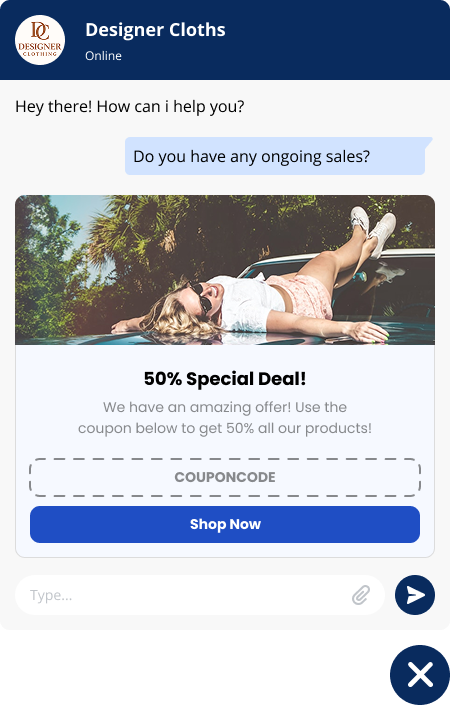 DC
DESIGNER
CLOTHING
Designer Cloths
Online
Hey there! How can i help you?
Do you have any ongoing sales?
50% Special Deal!
We have an amazing offer! Use the
coupon below to get 50% all our products!
COUPONCODE
Shop Now
Type...